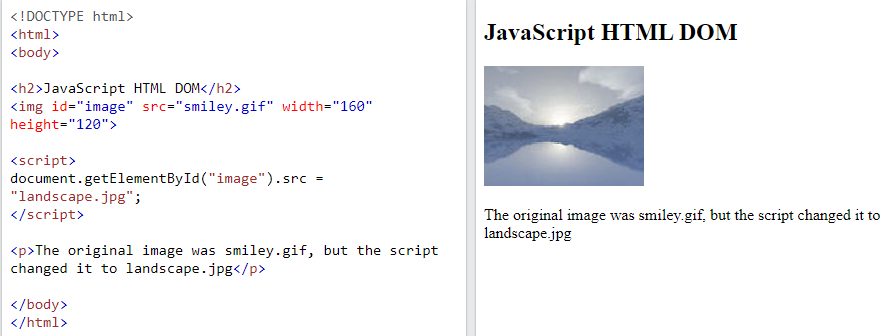 <!DOCTYPE html>
<html>
<body>
<h2>JavaScript HTML DOM</h2>
<img id="image" src="smiley.gif" width="160"
height="120">
<script>
document.getElementById("image").src =
"landscape.jpg";
</script>
<p>The original image was smiley.gif, but the script
changed it to landscape.jpg</p>
</body>
</html>
JavaScript HTML DOM
The original image was smiley.gif, but the script changed it to
landscape.jpg